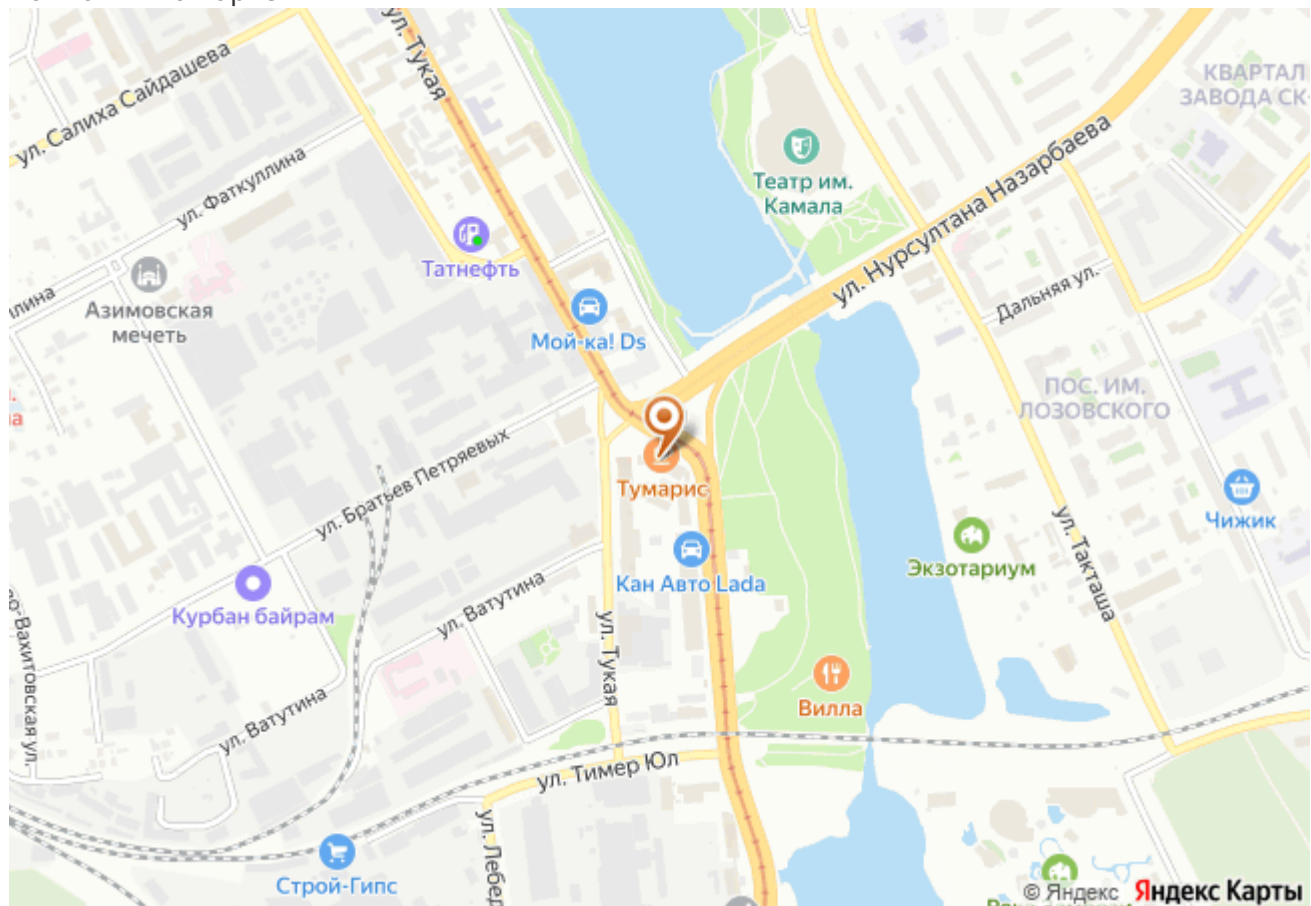 ул. Тукая
ул. Салиха Сайдашева
КВАРТАЛ
ЗАВОДА СК-
ул. Фаткуллина
Театр им.
Камала
ул. Нурсултана Назарбаева
Татнефть
Азимовская
мечеть
Дальняя ул.
Мой-ка! Ds
ПОС. ИМ.
ЛОЗОВСКОГО
ул. Братьев Петряевых
Тумарис
Чижик
ул. Такташа
Экзотариум
Кан Авто Lada
Курбан байрам
ул. Ватутина
ул. Тукая
Вилла
ул. Ватутина
о-Вахитовская ул.
ул. Тимер Юл
ул. Лебер
Строй-Гипс
© Яндекс Яндекс Карты